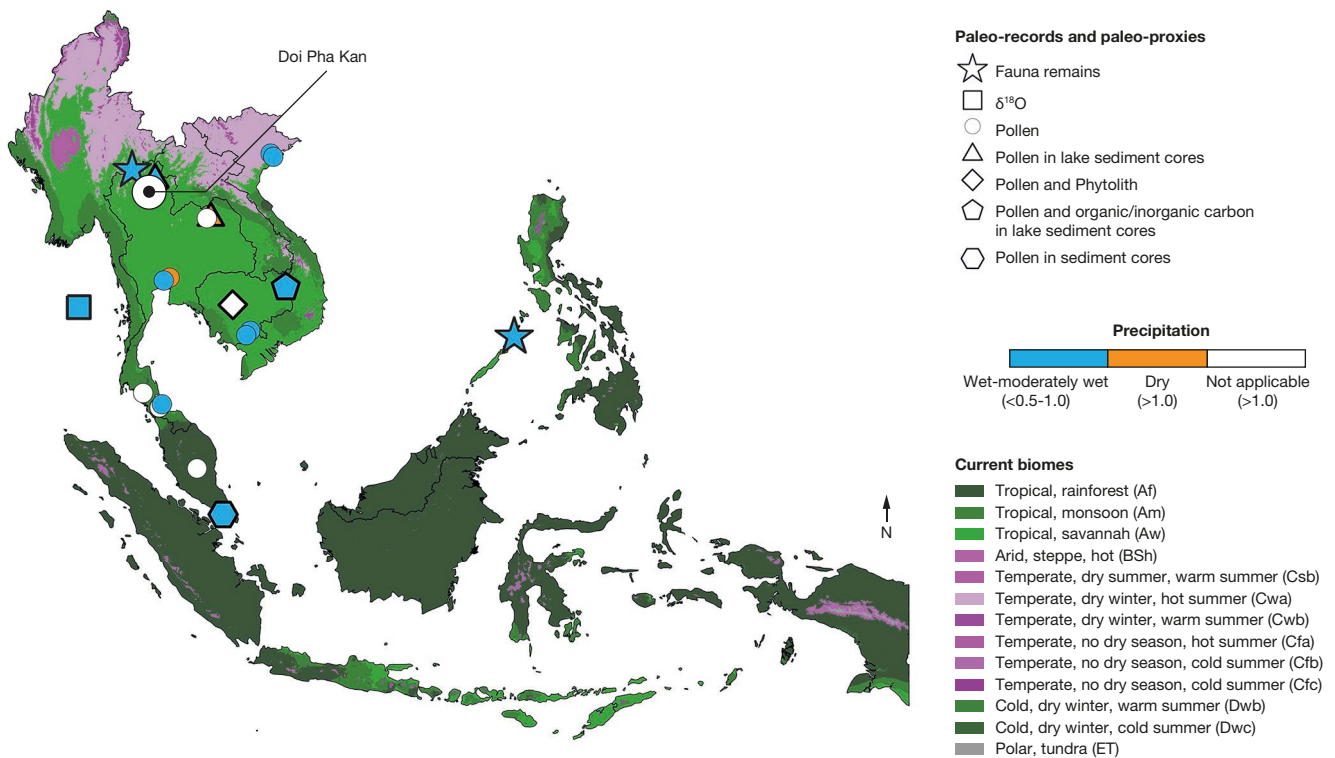 Doi Pha Kan
N
Paleo-records and paleo-proxies
Fauna remains
δ¹⁸O
Pollen
Pollen in lake sediment cores
Pollen and Phytolith
Pollen and organic/inorganic carbon
in lake sediment cores
Pollen in sediment cores
Precipitation
Wet-moderately wet
(<0.5-1.0)
Dry
(>1.0)
Not applicable
(>1.0)
Current biomes
Tropical, rainforest (Af)
Tropical, monsoon (Am)
Tropical, savannah (Aw)
Arid, steppe, hot (BSh)
Temperate, dry summer, warm summer (Csb)
Temperate, dry winter, hot summer (Cwa)
Temperate, dry winter, warm summer (Cwb)
Temperate, no dry season, hot summer (Cfa)
Temperate, no dry season, cold summer (Cfb)
Temperate, no dry season, cold summer (Cfc)
Cold, dry winter, warm summer (Dwb)
Cold, dry winter, cold summer (Dwc)
Polar, tundra (ET)